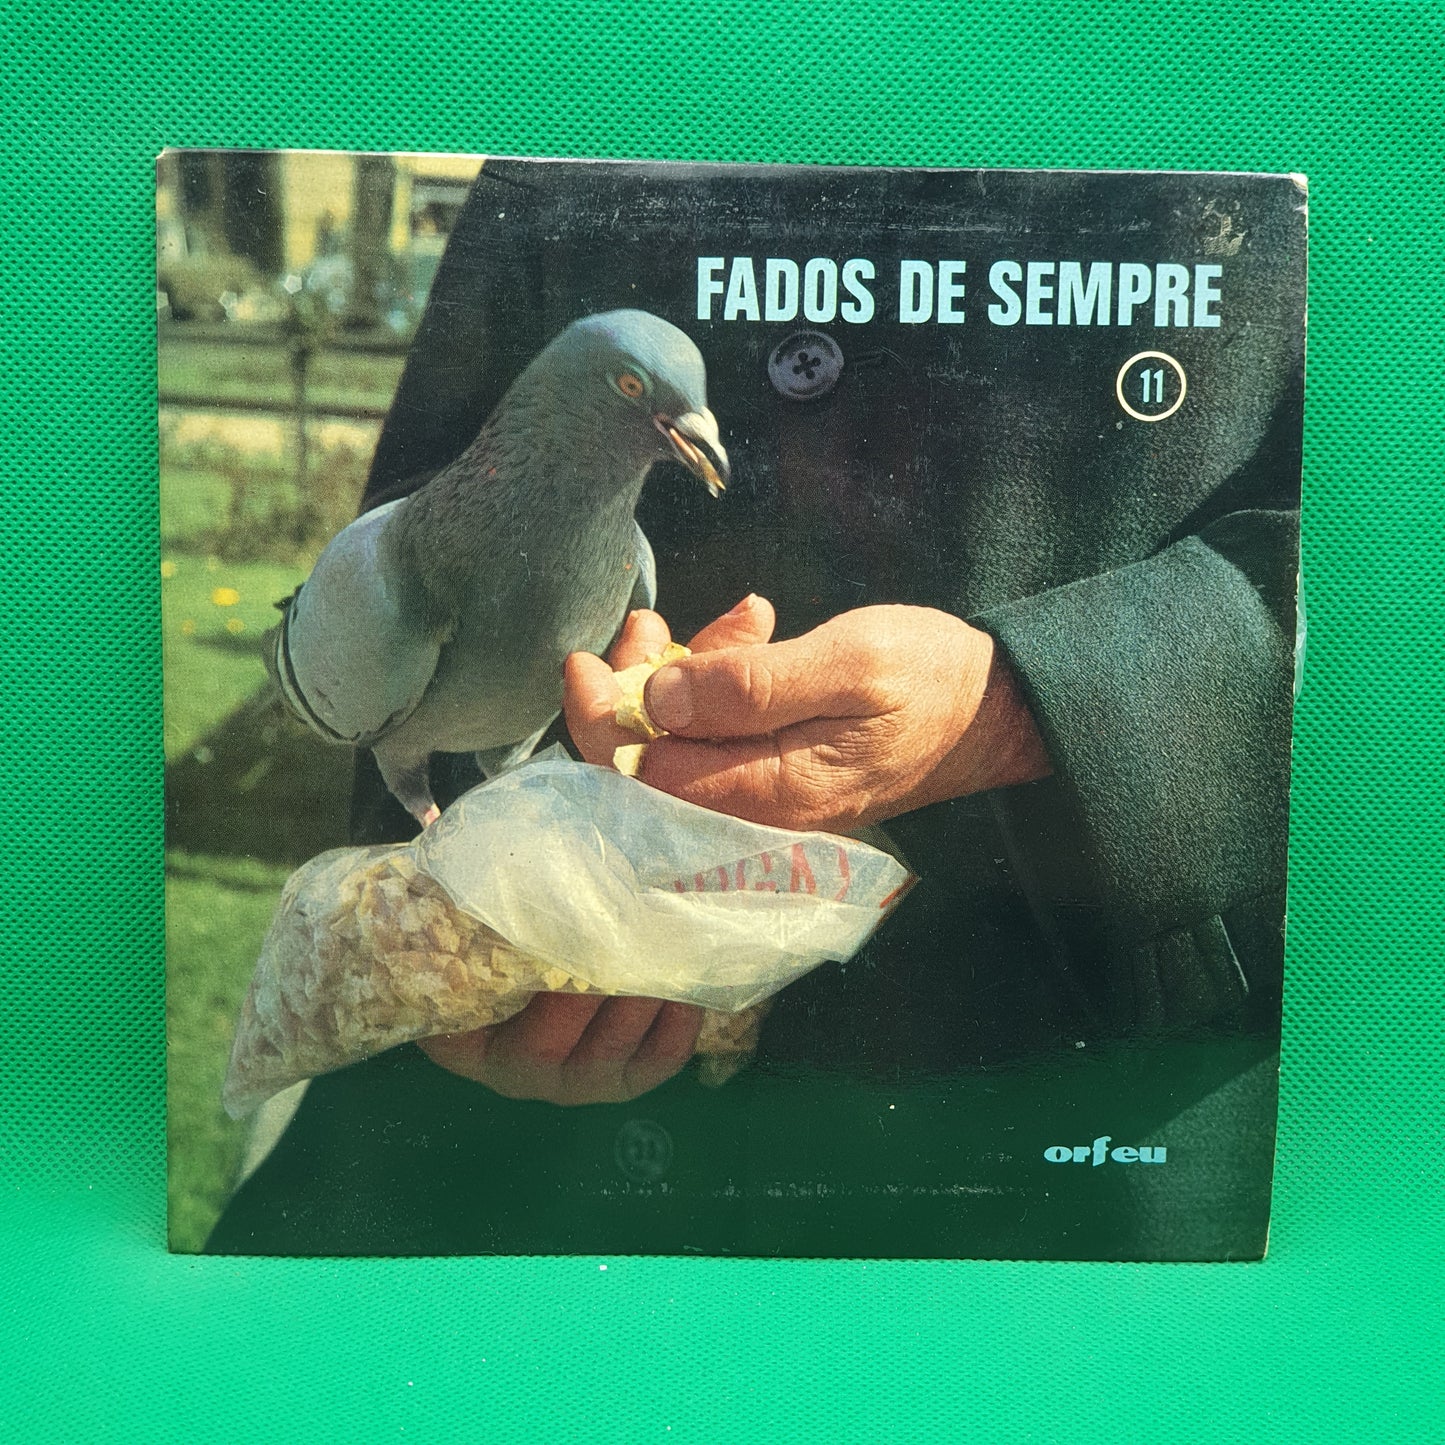 FADOS DE SEMPRE
11
orfeu